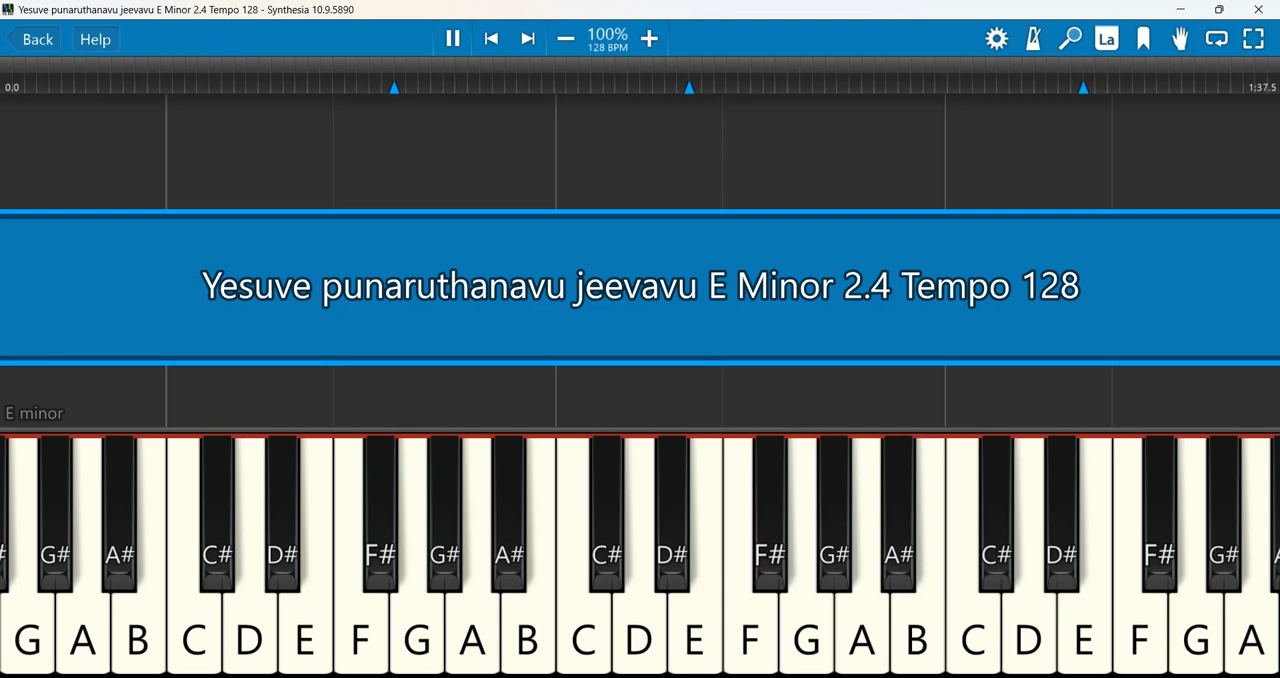 Yesuve punaruthanavu jeevavu E Minor 2.4 Tempo 128 - Synthesia 10.9.5890
Back Help 100% La
128 BPM
0.0 1:37.5
Yesuve punaruthanavu jeevavu E Minor 2.4 Tempo 128
E minor
G# A# C# D# F# G# A# C# D# F# G# A# C# D# F# G#
G A B C D E F G A B C D E F G A B C D E F G A